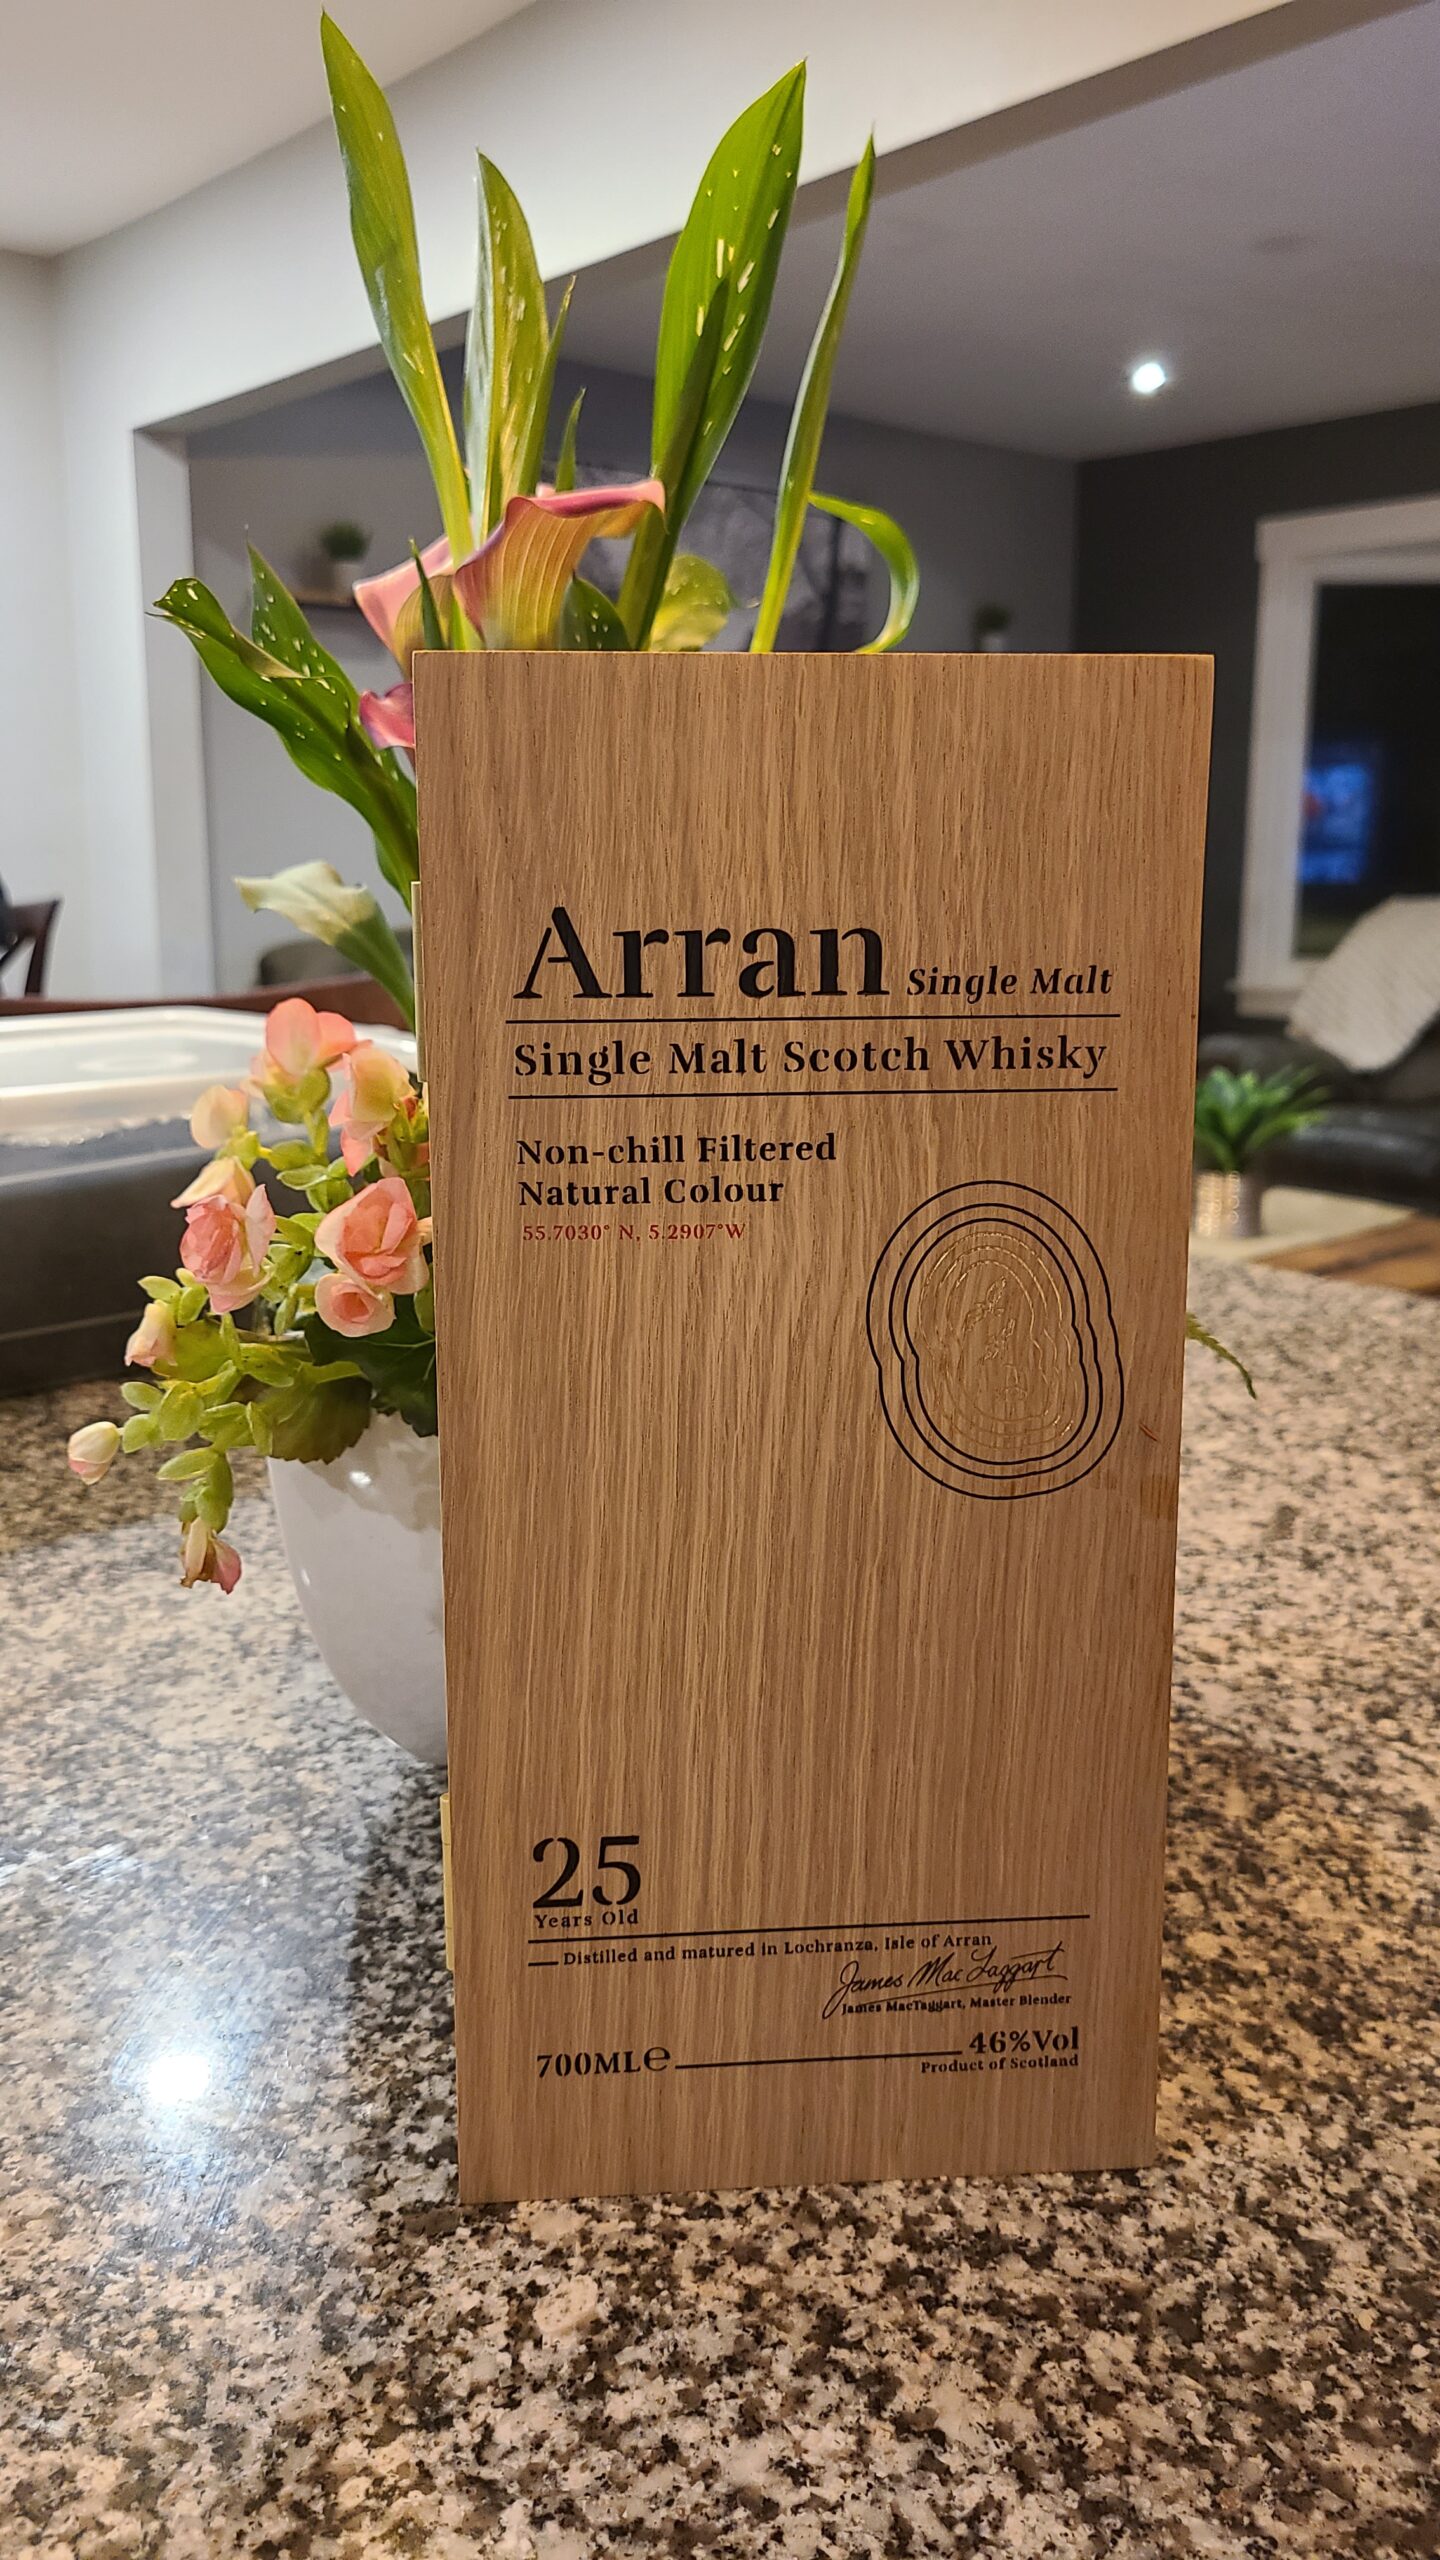 Arran Single Malt
Single Malt Scotch Whisky
Non-chill Filtered
Natural Colour
55.7030° N, 5.2907°W
25
Years Old
Distilled and matured in Lochranza, Isle of Arran
James MacTaggart
James MacTaggart, Master Blender
700MLe 46%Vol
Product of Scotland